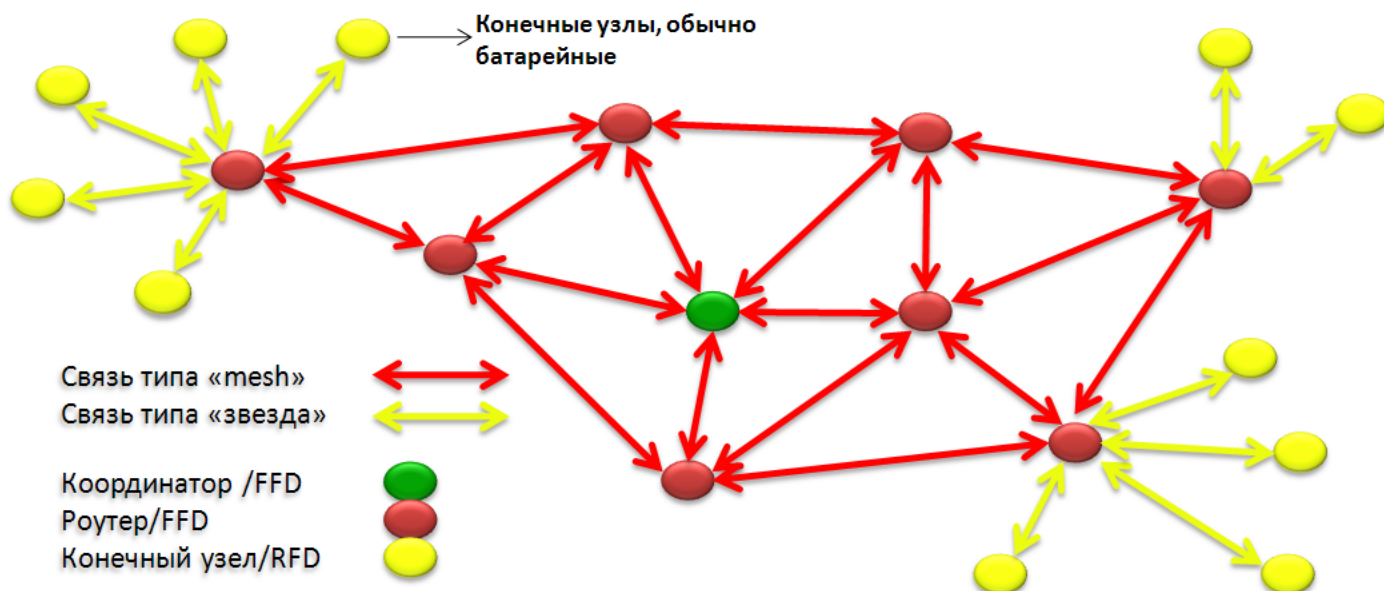 Конечные узлы, обычно
батарейные
Связь типа «mesh»
Связь типа «звезда»
Координатор /FFD
Роутер/FFD
Конечный узел/RFD